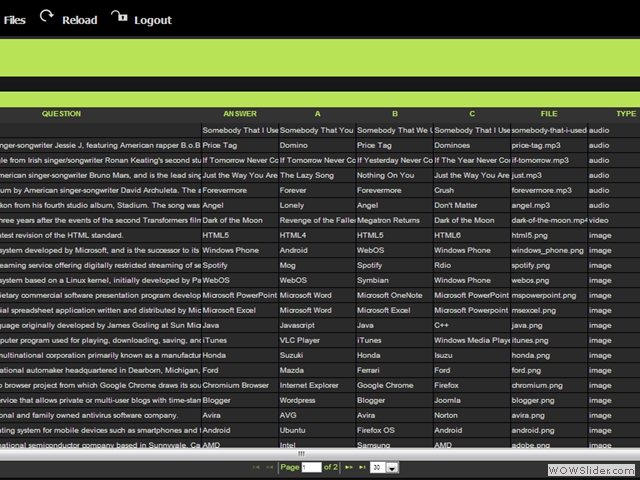 Files Reload Logout
QUESTION ANSWER A B C FILE TYPE
Somebody That I Use Somebody That You Somebody That We U Somebody That I Use somebody-that-i-used audio
inger-songwriter Jessie J, featuring American rapper B.o.B Price Tag Domino Price Tag Dominoes price-tag.mp3 audio
gle from Irish singer/songwriter Ronan Keating's second stu If Tomorrow Never Co If Tomorrow Never Co If Yesterday Never Co If The Year Never Co if-tomorrow.mp3 audio
merican singer-songwriter Bruno Mars, and is the lead sing Just the Way You Are The Lazy Song Nothing On You Just the Way You Are just.mp3 audio
um by American singer-songwriter David Archuleta. The a Forevermore Forever Forevermore Crush forevermore.mp3 audio
kon from his fourth studio album, Stadium. The song was Angel Lonely Angel Don't Matter angel.mp3 audio
hree years after the events of the second Transformers film Dark of the Moon Revenge of the Fallen Megatron Returns Dark of the Moon dark-of-the-moon.mp4 video
test revision of the HTML standard. HTML5 HTML4 HTML5 HTML6 html5.png image
system developed by Microsoft, and is the successor to its Windows Phone Android WebOS Windows Phone windows_phone.png image
eaming service offering digitally restricted streaming of se Spotify Mog Spotify Rdio spotify.png image
system based on a Linux kernel, initially developed by Pa WebOS Symbian WebOS Windows Phone webos.png image
ietary commercial software presentation program develop Microsoft PowerPoint Microsoft Word Microsoft OneNote Microsoft PowerPoint mspowerpoint.png image
ial spreadsheet application written and distributed by Micro Microsoft Excel Microsoft Word Microsoft Excel Microsoft Powerpoint msexcel.png image
guage originally developed by James Gosling at Sun Mic Java Javascript Java C++ java.png image
puter program used for playing, downloading, saving, and iTunes VLC Player iTunes Windows Media Playe itunes.png image
multinational corporation primarily known as a manufactur Honda Suzuki Honda Isuzu honda.png image
national automaker headquartered in Dearborn, Michigan, Ford Mazda Ferrari Ford ford.png image
o browser project from which Google Chrome draws its sou Chromium Browser Internet Explorer Google Chrome Firefox chromium.png image
ervice that allows private or multi-user blogs with time-stam Blogger Wordpress Blogger Joomla blogger.png image
onal and family owned antivirus software company. Avira AVG Avira Norton avira.png image
ating system for mobile devices such as smartphones and t Android Ubuntu Firefox OS Android android.png image
national semiconductor company based in Sunnyvale, Ca AMD Intel Samsung AMD adobe.png image
Page 1 of 2
WOWSlider.com